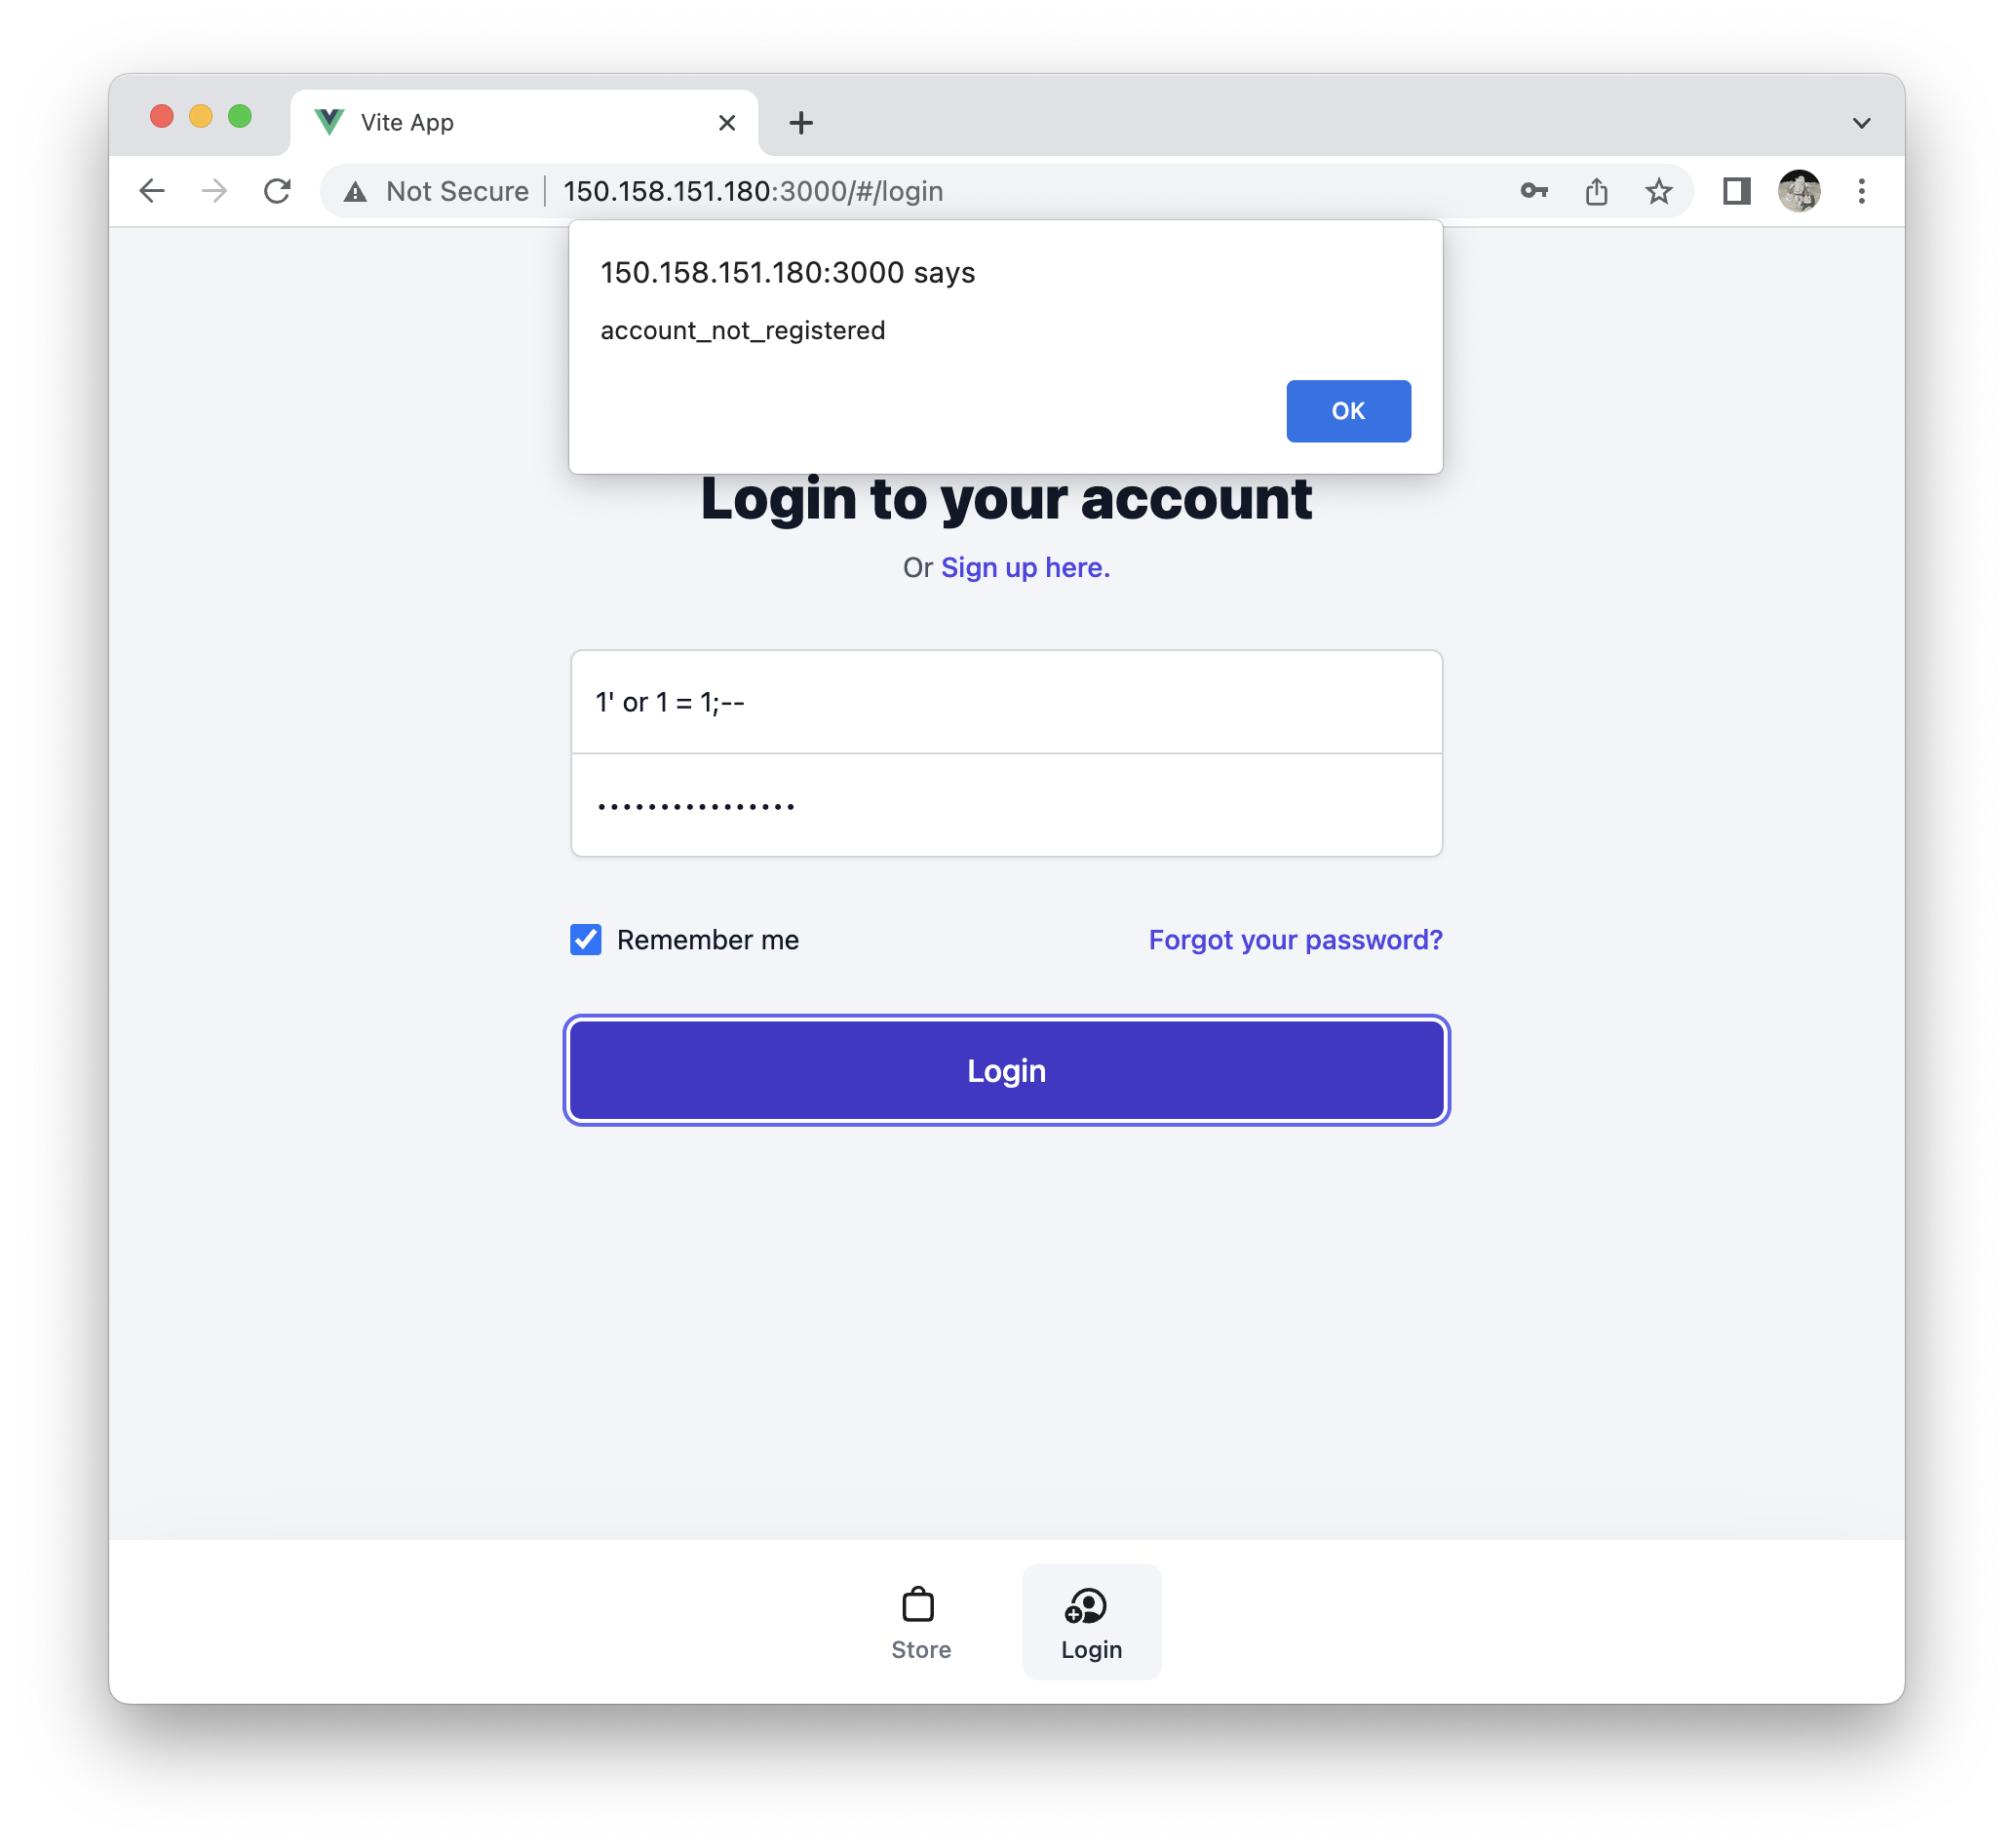 Vite App
Not Secure
150.158.151.180:3000/#/login
150.158.151.180:3000 says
account_not_registered
OK
Login to your account
Or Sign up here.
1' or 1 = 1;--
••••••••••••••••
Remember me
Forgot your password?
Login
Store
Login